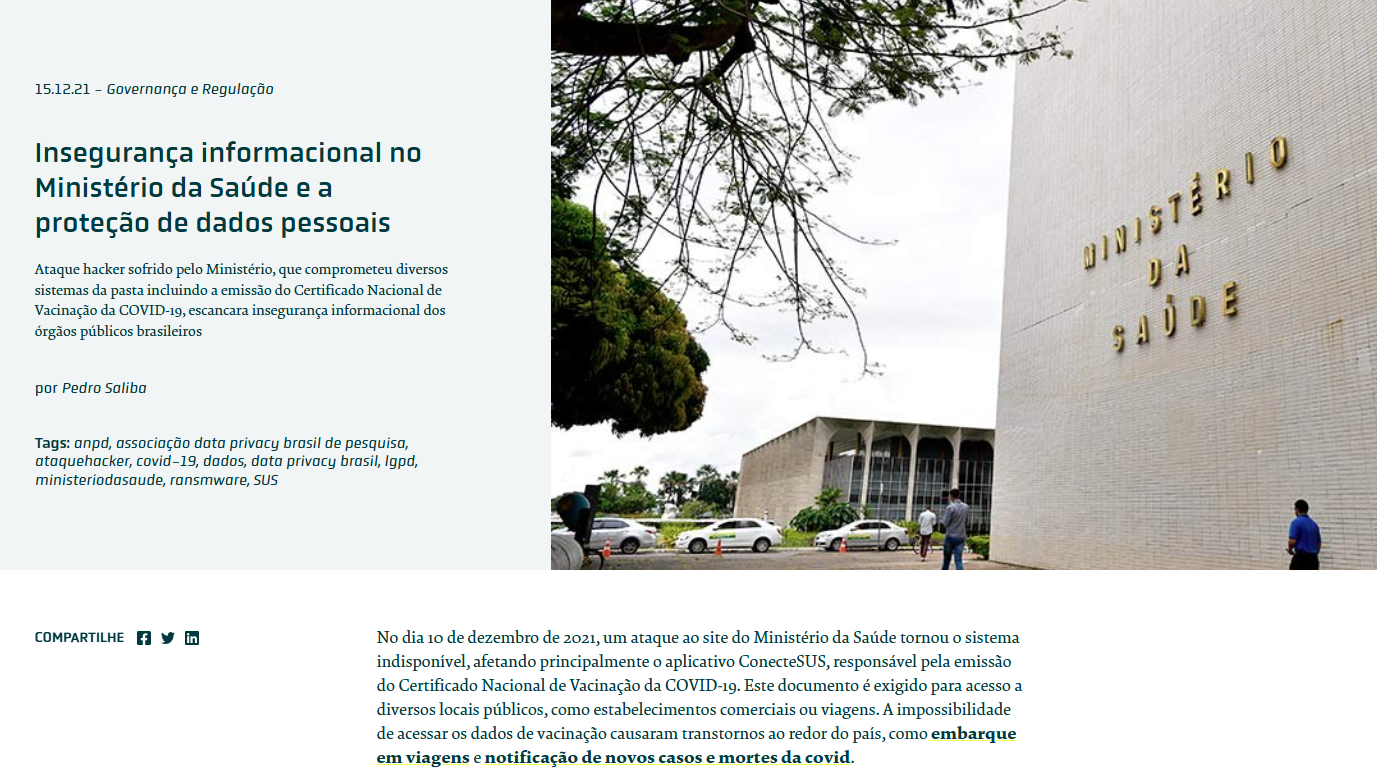 15.12.21 – Governança e Regulação
Insegurança informacional no
Ministério da Saúde e a
proteção de dados pessoais
Ataque hacker sofrido pelo Ministério, que comprometeu diversos
sistemas da pasta incluindo a emissão do Certificado Nacional de
Vacinação da COVID-19, escancara insegurança informacional dos
órgãos públicos brasileiros
por Pedro Saliba
Tags: anpd, associação data privacy brasil de pesquisa,
ataquehacker, covid-19, dados, data privacy brasil, lgpd,
ministeriodasaude, ransmware, SUS
MINISTÉRIO
DA
SAÚDE
COMPARTILHE
No dia 10 de dezembro de 2021, um ataque ao site do Ministério da Saúde tornou o sistema
indisponível, afetando principalmente o aplicativo ConecteSUS, responsável pela emissão
do Certificado Nacional de Vacinação da COVID-19. Este documento é exigido para acesso a
diversos locais públicos, como estabelecimentos comerciais ou viagens. A impossibilidade
de acessar os dados de vacinação causaram transtornos ao redor do país, como embarque
em viagens e notificação de novos casos e mortes da covid.